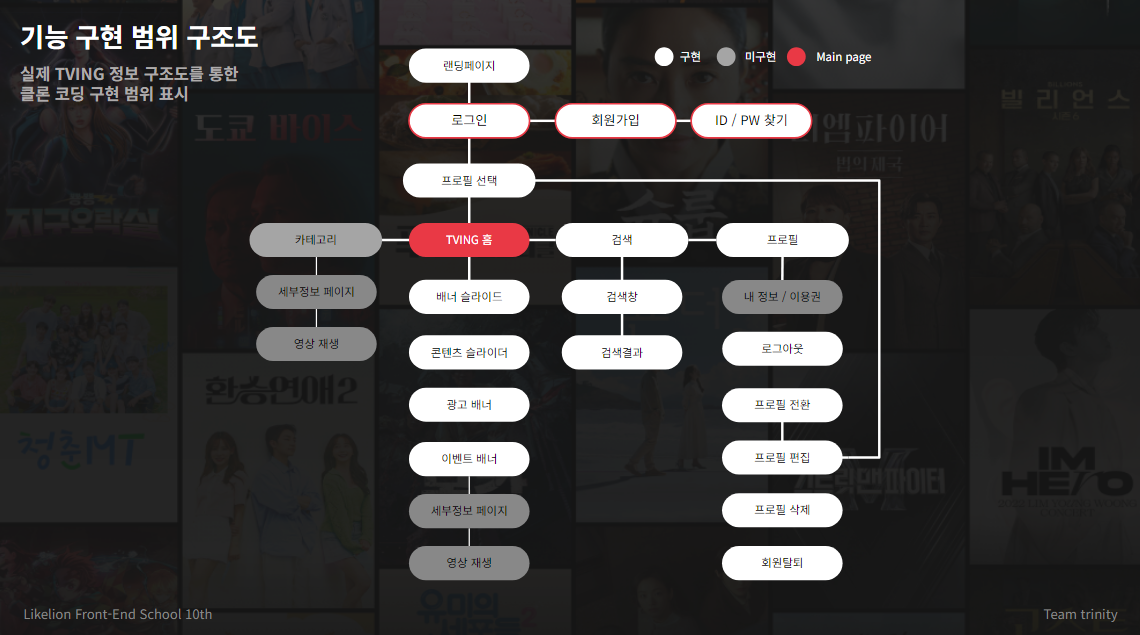 기능 구현 범위 구조도
실제 TVING 정보 구조도를 통한
클론 코딩 구현 범위 표시
구현
미구현
Main page
랜딩페이지
로그인
회원가입
ID / PW 찾기
프로필 선택
카테고리
TVING 홈
검색
프로필
세부정보 페이지
배너 슬라이드
검색창
내 정보 / 이용권
영상 재생
콘텐츠 슬라이더
검색결과
로그아웃
광고 배너
프로필 전환
이벤트 배너
프로필 편집
세부정보 페이지
프로필 삭제
영상 재생
회원탈퇴
도쿄 바이스
빌리언스
지구오락실
환승연애2
청춘MT
IM
HERO
유미의
Likelion Front-End School 10th
Team trinity